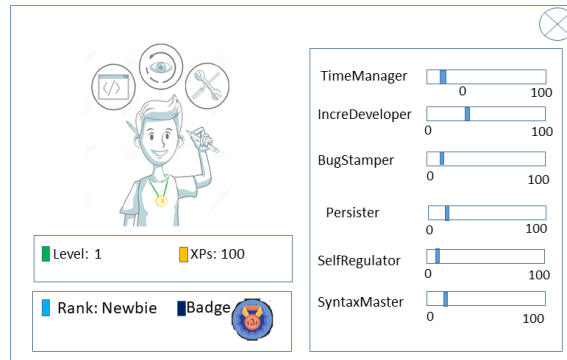 </>
Level: 1
XPs: 100
Rank: Newbie
Badge
TimeManager
0
100
IncreDeveloper
0
100
BugStamper
0
100
Persister
0
100
SelfRegulator
0
100
SyntaxMaster
0
100